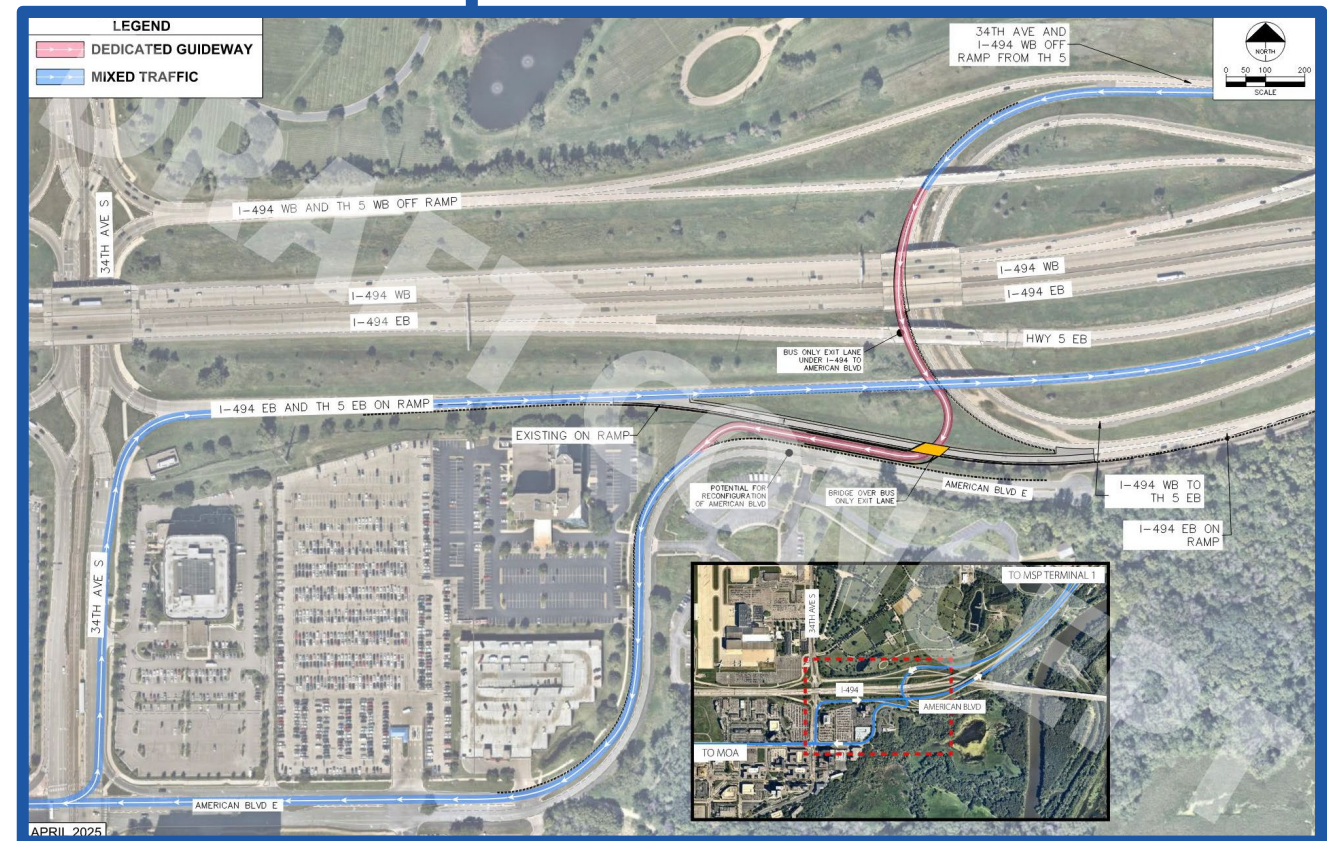 LEGEND
DEDICATED GUIDEWAY
MIXED TRAFFIC
34TH AVE AND
I-494 WB OFF
RAMP FROM TH 5
NORTH
0 50 100 200
SCALE
34TH AVE S
I-494 WB AND TH 5 WB OFF RAMP
I-494 WB
I-494 EB
I-494 WB
I-494 EB
HWY 5 EB
BUS ONLY EXIT LANE
UNDER I-494 TO
AMERICAN BLVD
I-494 EB AND TH 5 EB ON RAMP
EXISTING ON RAMP
POTENTIAL FOR
RECONFIGURATION
OF AMERICAN BLVD
BRIDGE OVER BUS
ONLY EXIT LANE
AMERICAN BLVD E
I-494 WB TO
TH 5 EB
I-494 EB ON
RAMP
34TH AVE S
AMERICAN BLVD E
TO MSP TERMINAL 1
34TH AVE S
I-494
AMERICAN BLVD
TO MOA
APRIL 2025
DRAFT CONCEPT